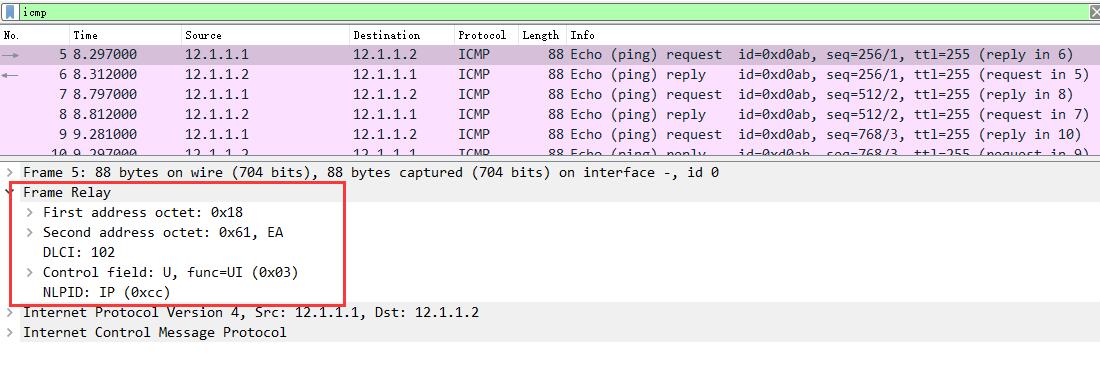 icmp
No. Time Source Destination Protocol Length Info
5 8.297000 12.1.1.1 12.1.1.2 ICMP 88 Echo (ping) request id=0xd0ab, seq=256/1, ttl=255 (reply in 6)
6 8.312000 12.1.1.2 12.1.1.1 ICMP 88 Echo (ping) reply id=0xd0ab, seq=256/1, ttl=255 (request in 5)
7 8.797000 12.1.1.1 12.1.1.2 ICMP 88 Echo (ping) request id=0xd0ab, seq=512/2, ttl=255 (reply in 8)
8 8.812000 12.1.1.2 12.1.1.1 ICMP 88 Echo (ping) reply id=0xd0ab, seq=512/2, ttl=255 (request in 7)
9 9.281000 12.1.1.1 12.1.1.2 ICMP 88 Echo (ping) request id=0xd0ab, seq=768/3, ttl=255 (reply in 10)
10 9.297000 12.1.1.2 12.1.1.1 ICMP 88 Echo (ping) reply id=0xd0ab, seq=768/3, ttl=255 (request in 9)
Frame 5: 88 bytes on wire (704 bits), 88 bytes captured (704 bits) on interface -, id 0
Frame Relay
First address octet: 0x18
Second address octet: 0x61, EA
DLCI: 102
Control field: U, func=UI (0x03)
NLPID: IP (0xcc)
Internet Protocol Version 4, Src: 12.1.1.1, Dst: 12.1.1.2
Internet Control Message Protocol